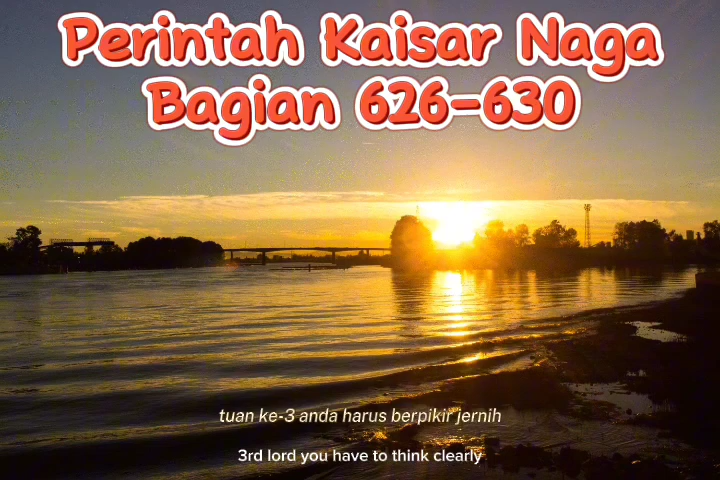 Perintah Kaisar Naga
Bagian 626-630
tuan ke-3 anda harus berpikir jernih
3rd lord you have to think clearly